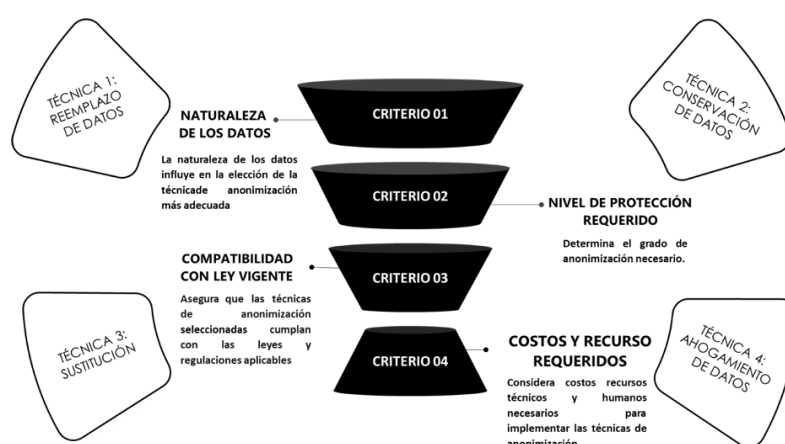 TÉCNICA 1:
REEMPLAZO
DE DATOS
TÉCNICA 2:
CONSERVACIÓN
DE DATOS
CRITERIO 01
NATURALEZA
DE LOS DATOS
La naturaleza de los datos
influye en la elección de la
técnicade anonimización
más adecuada
CRITERIO 02
NIVEL DE PROTECCIÓN
REQUERIDO
Determina el grado de
anonimización necesario.
COMPATIBILIDAD
CON LEY VIGENTE
Asegura que las técnicas
de anonimización
seleccionadas cumplan
con las leyes y
regulaciones aplicables
CRITERIO 03
TÉCNICA 3:
SUSTITUCIÓN
CRITERIO 04
COSTOS Y RECURSO
REQUERIDOS
Considera costos recursos
técnicos y humanos
necesarios para
implementar las técnicas de
anonimización
TÉCNICA 4:
AHOGAMIENTO
DE DATOS